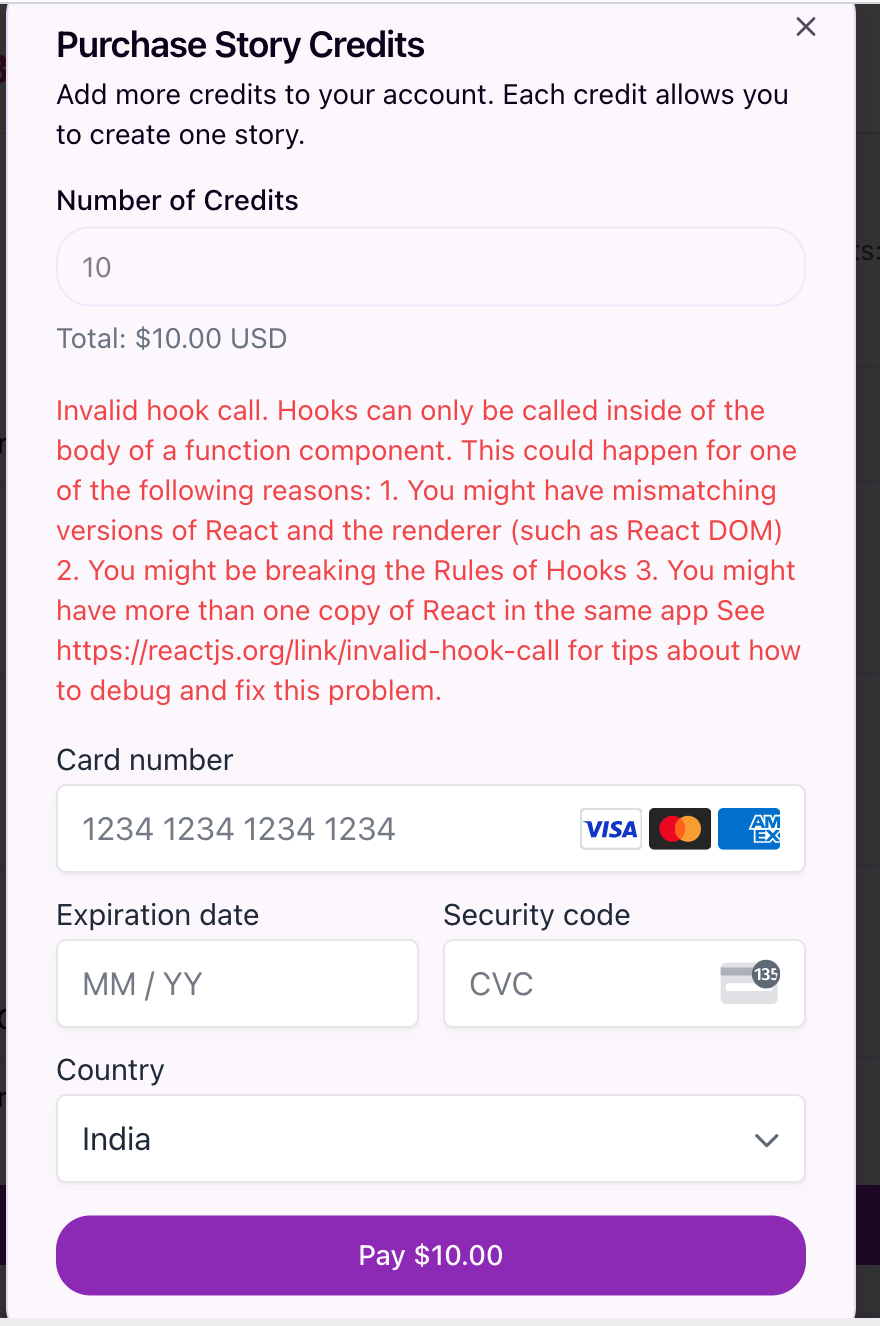 Purchase Story Credits
Add more credits to your account. Each credit allows you
to create one story.
Number of Credits
10
Total: $10.00 USD
Invalid hook call. Hooks can only be called inside of the
body of a function component. This could happen for one
of the following reasons: 1. You might have mismatching
versions of React and the renderer (such as React DOM)
2. You might be breaking the Rules of Hooks 3. You might
have more than one copy of React in the same app See
https://reactjs.org/link/invalid-hook-call for tips about how
to debug and fix this problem.
Card number
1234 1234 1234 1234
VISA
AM
EX
Expiration date
Security code
MM / YY
CVC
135
Country
India
Pay $10.00